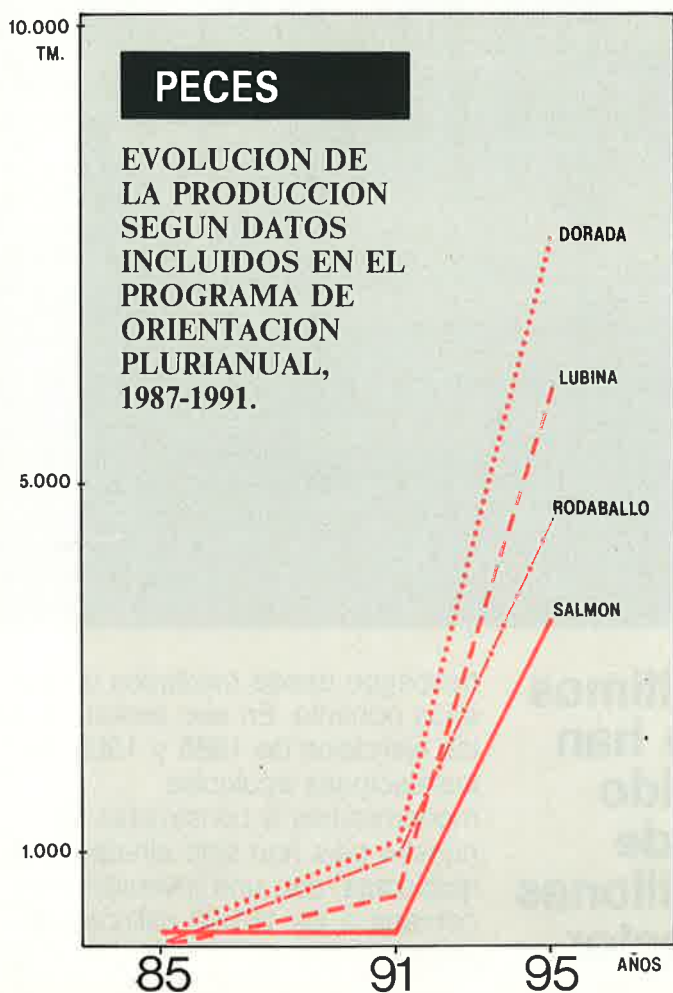 10.000
TM.
PECES
EVOLUCION DE
LA PRODUCCION
SEGUN DATOS
INCLUIDOS EN EL
PROGRAMA DE
ORIENTACION
PLURIANUAL,
1987-1991.
DORADA
LUBINA
5.000
RODABALLO
SALMON
1.000
85
91
95
AÑOS